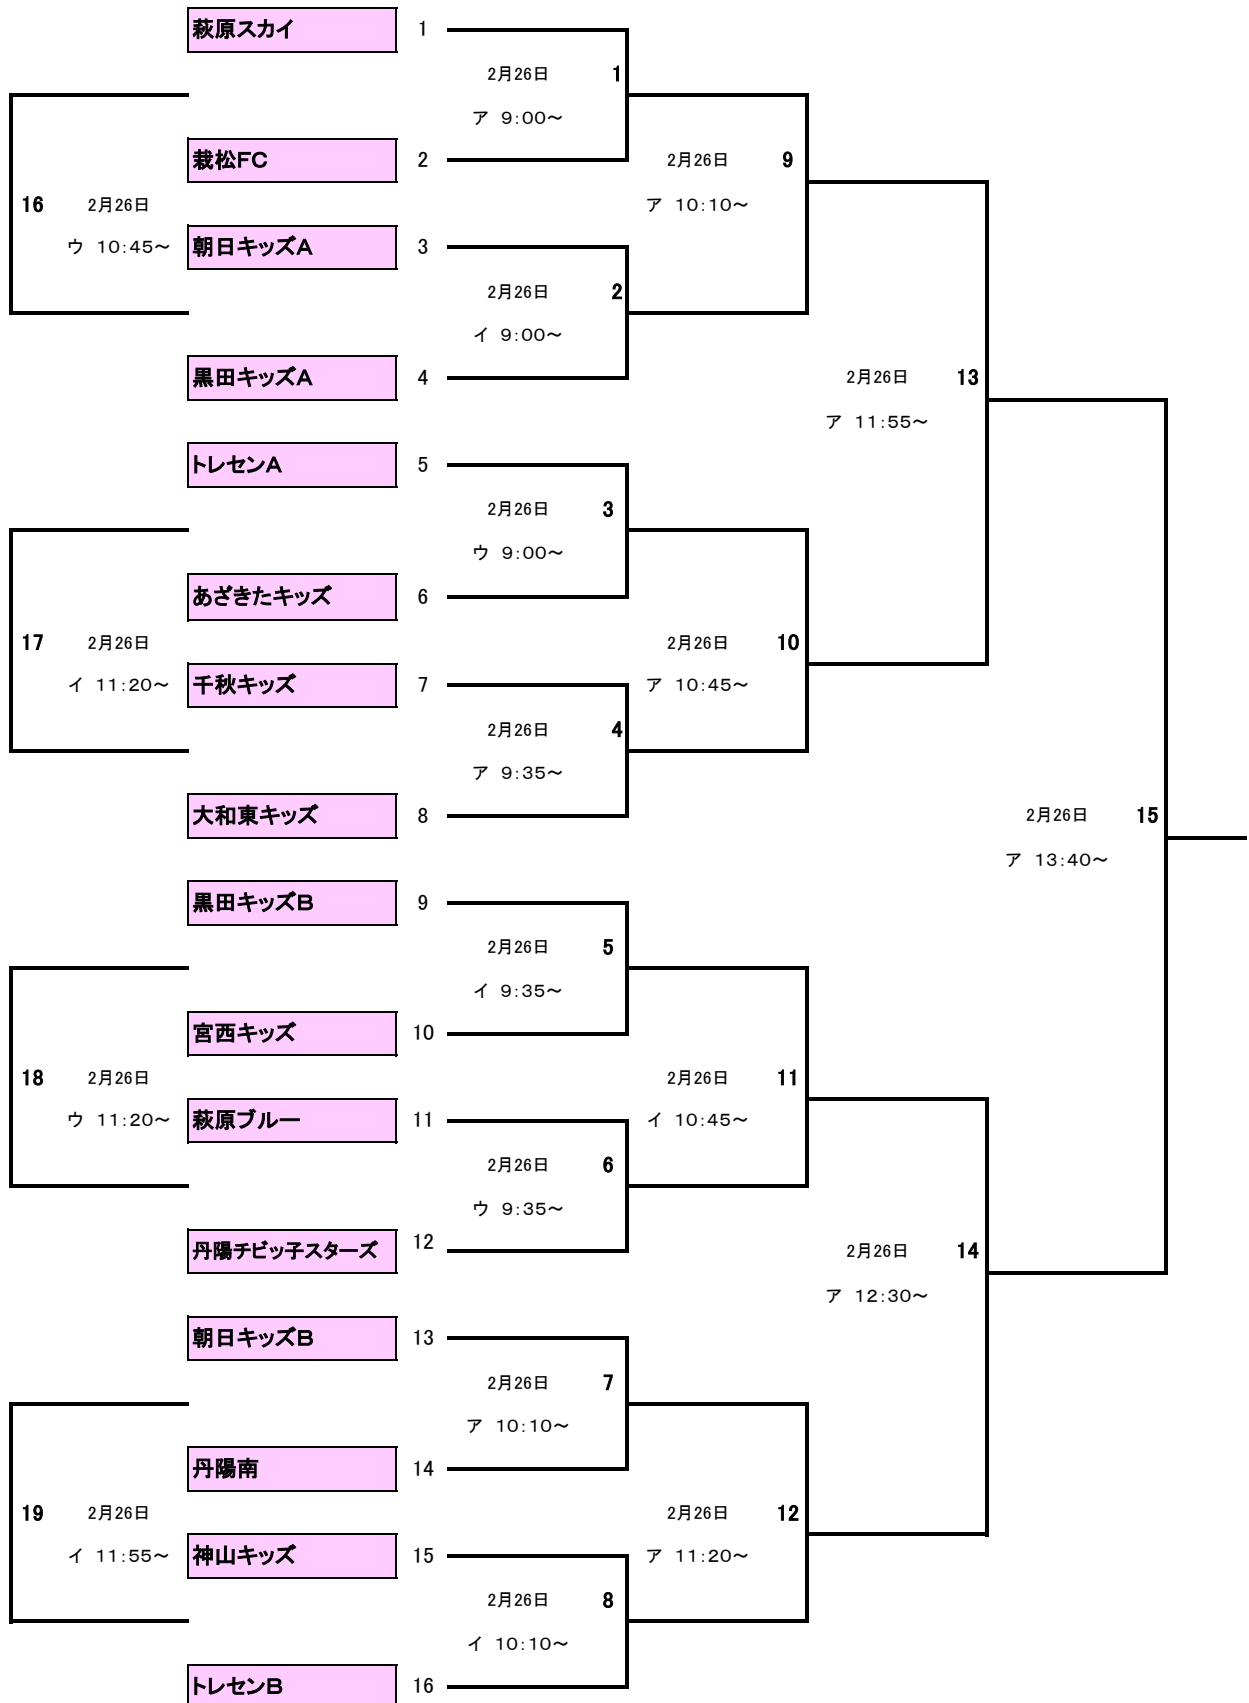 萩原スカイ 1
2月26日 1
ア 9:00～
栽松FC 2
2月26日 9
16 2月26日
ア 10:10～
ウ 10:45～
朝日キッズA 3
2月26日 2
イ 9:00～
黒田キッズA 4
2月26日 13
ア 11:55～
トレセンA 5
2月26日 3
ウ 9:00～
あざきたキッズ 6
17 2月26日
2月26日 10
イ 11:20～
千秋キッズ 7
ア 10:45～
2月26日 4
ア 9:35～
大和東キッズ 8
2月26日 15
ア 13:40～
黒田キッズB 9
2月26日 5
イ 9:35～
宮西キッズ 10
18 2月26日
2月26日 11
ウ 11:20～
萩原ブルー 11
イ 10:45～
2月26日 6
ウ 9:35～
丹陽チビッ子スターズ 12
2月26日 14
ア 12:30～
朝日キッズB 13
2月26日 7
ア 10:10～
丹陽南 14
19 2月26日
2月26日 12
イ 11:55～
神山キッズ 15
ア 11:20～
2月26日 8
イ 10:10～
トレセンB 16